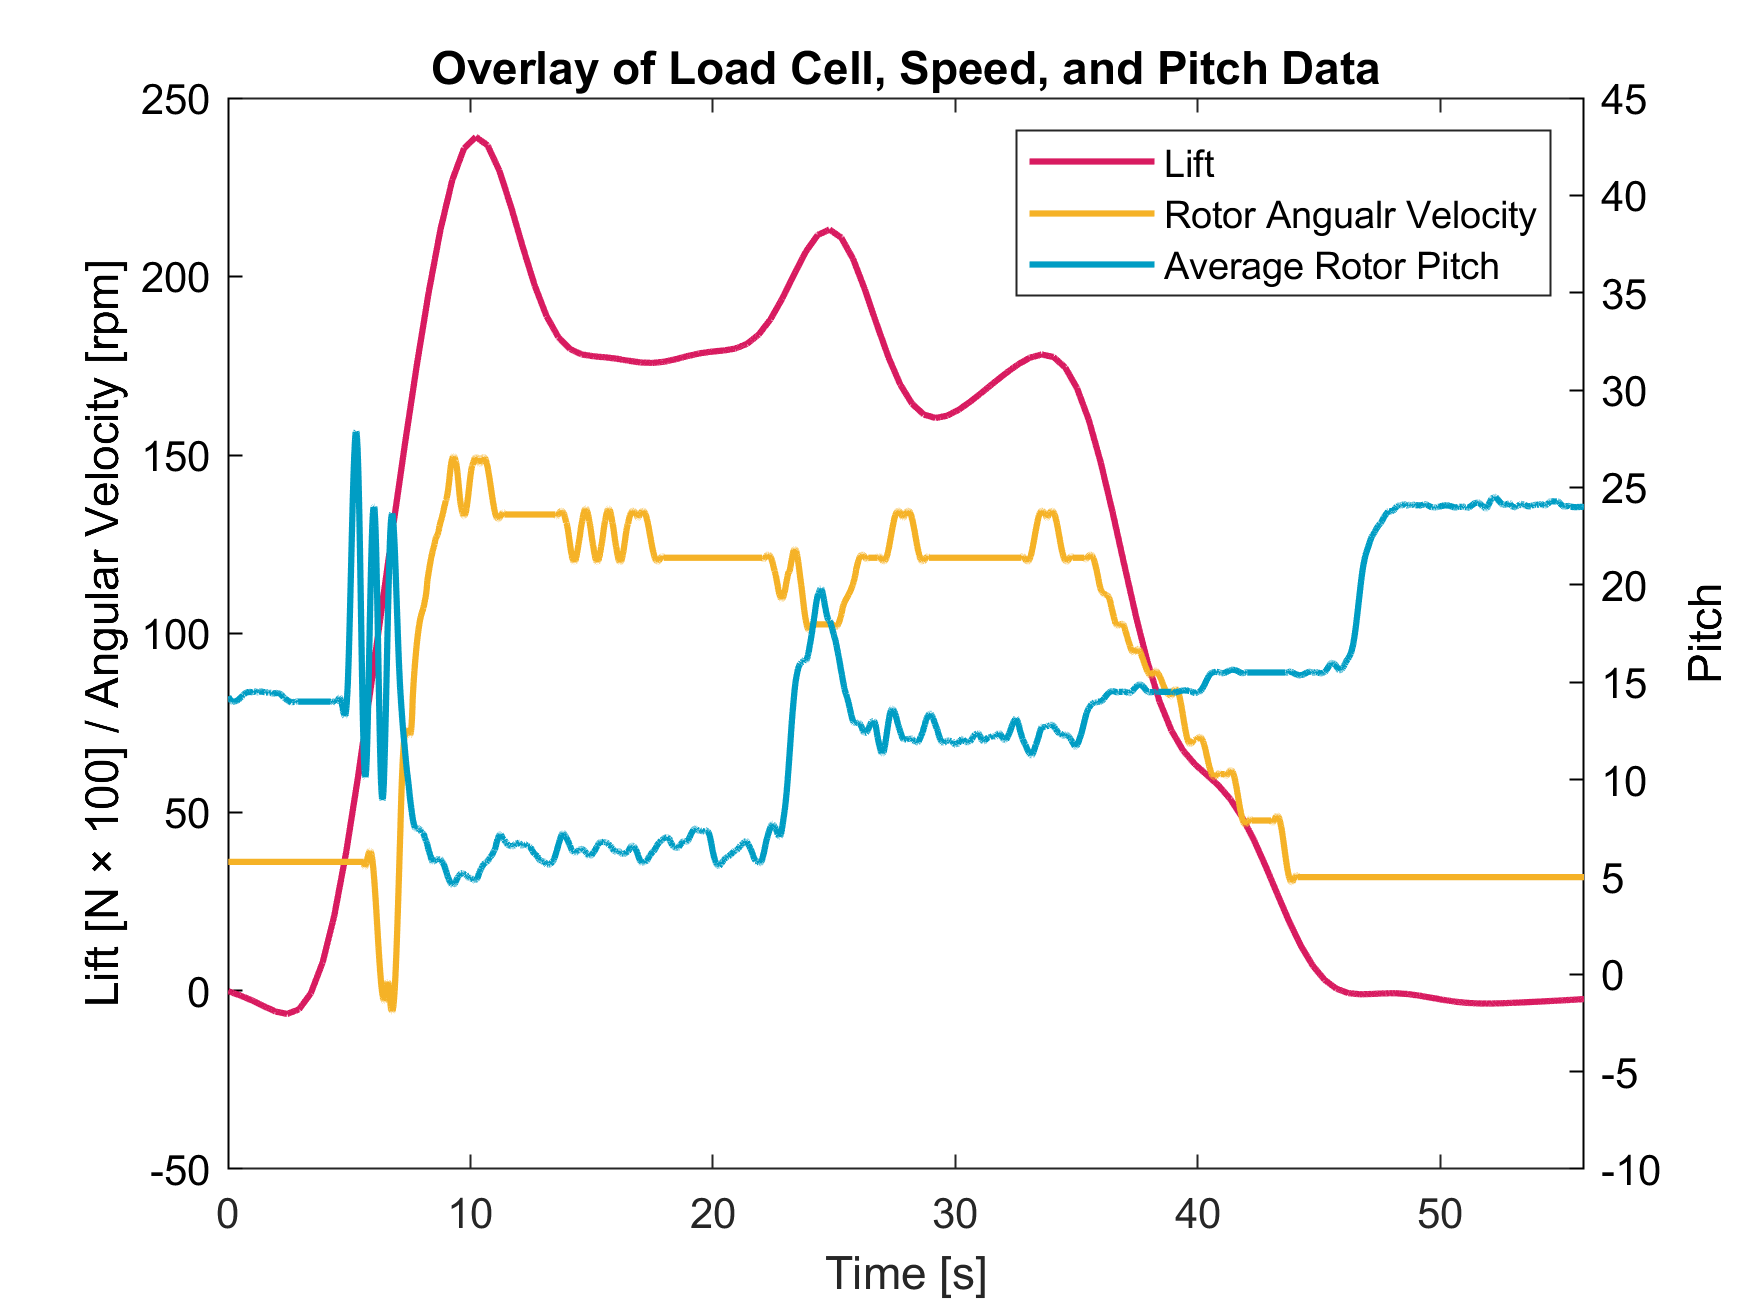 Overlay of Load Cell, Speed, and Pitch Data
250
200
150
100
50
0
-50
Lift [N × 100] / Angular Velocity [rpm]
Lift
Rotor Angualr Velocity
Average Rotor Pitch
45
40
35
30
25
20
15
10
5
0
-5
-10
Pitch
0 10 20 30 40 50
Time [s]